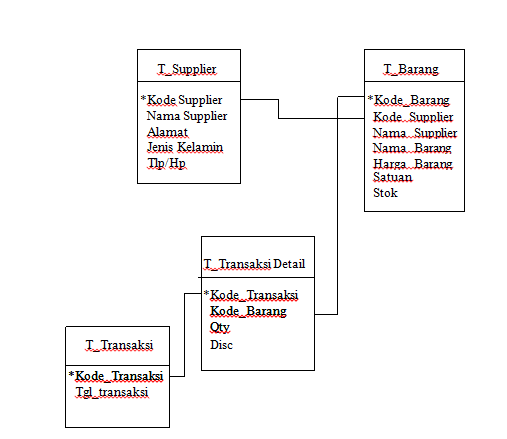 T_Supplier
*Kode Supplier
Nama Supplier
Alamat
Jenis Kelamin
Tlp/Hp
T_Barang
*Kode_Barang
Kode_Supplier
Nama_Supplier
Nama_Barang
Harga_Barang
Satuan
Stok
T_Transaksi Detail
*Kode_Transaksi
Kode_Barang
Qty
Disc
T_Transaksi
*Kode_Transaksi
Tgl_transaksi